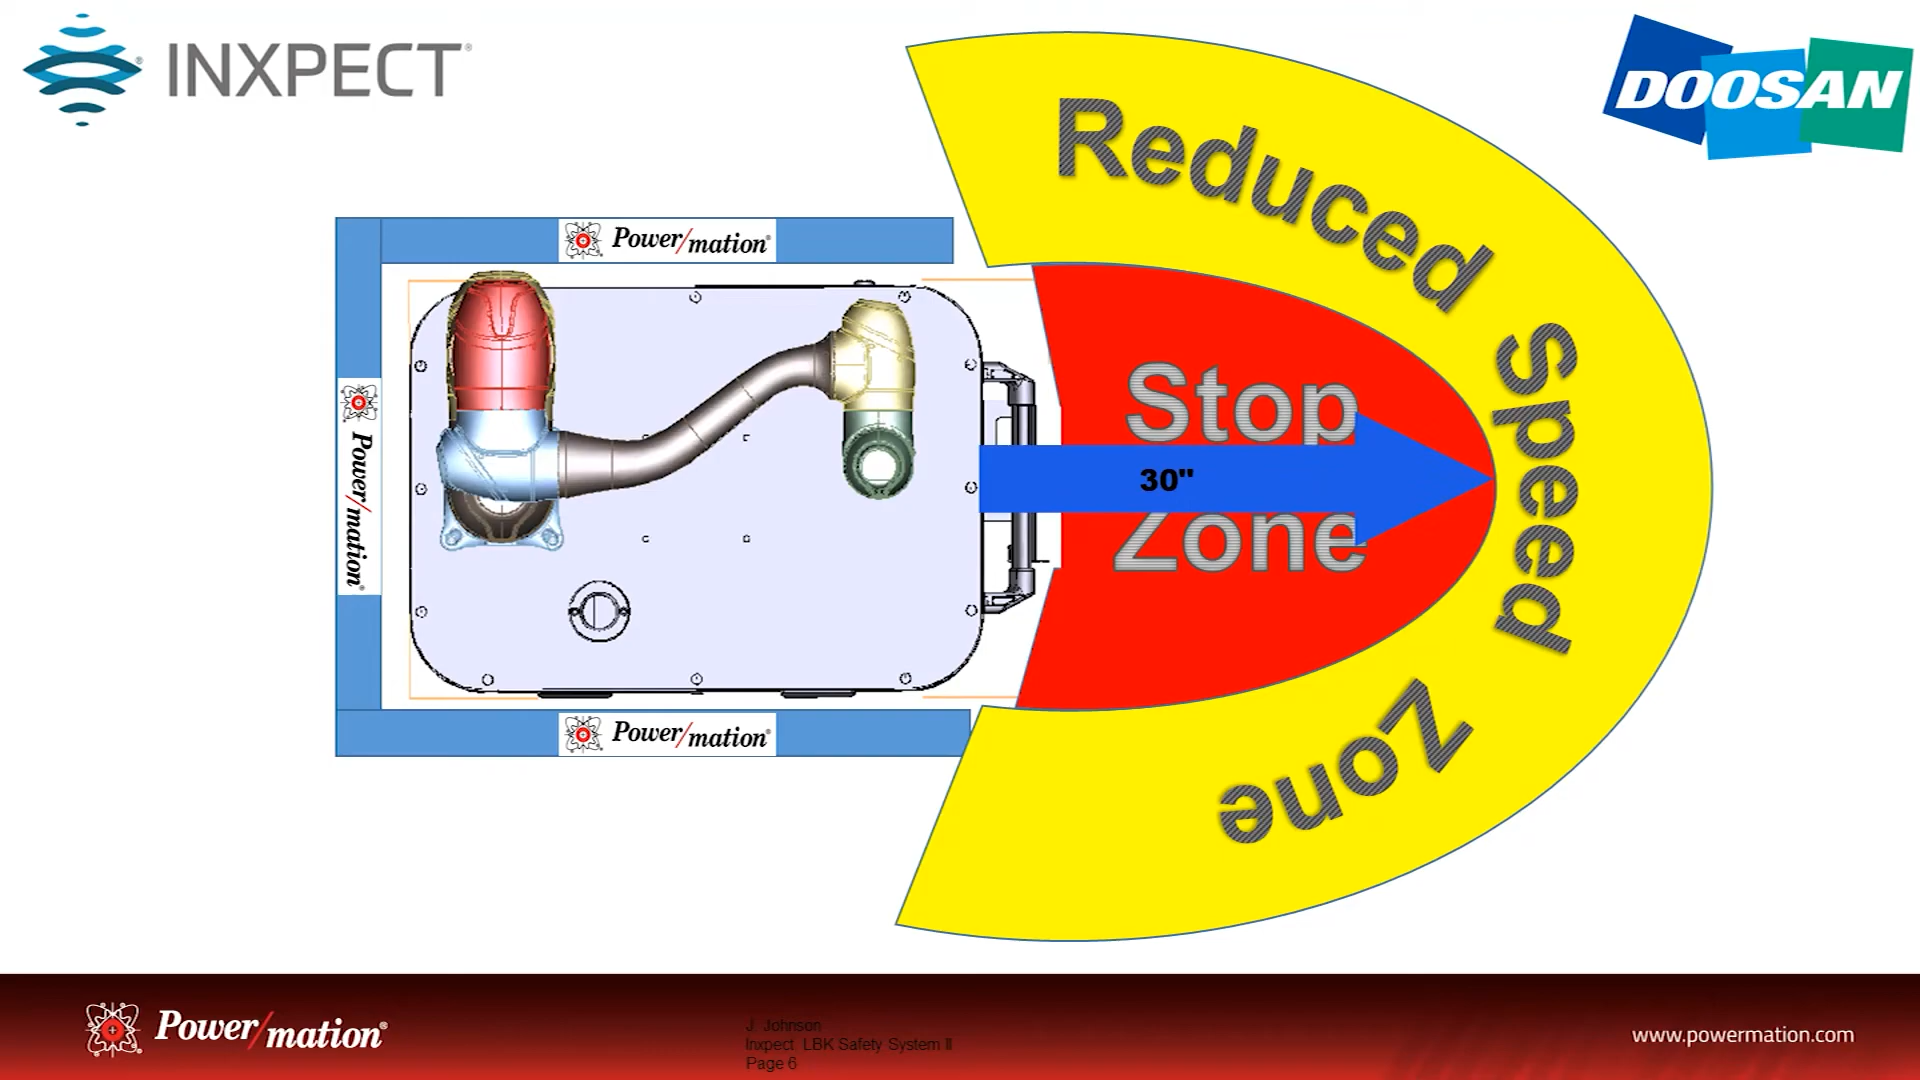 INXPECT
DOOSAN
Reduced Speed Zone
Power/mation
Power/mation
Stop
30"
Zone
Power/mation
Power/mation
J. Johnson
Inxpect LBK Safety System II
Page 6
www.powermation.com